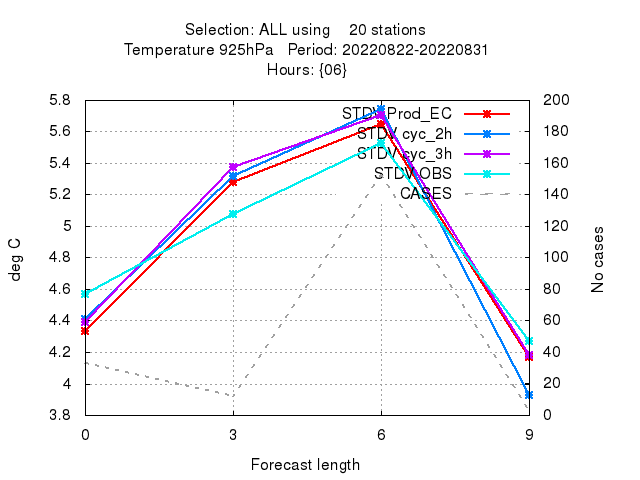 Selection: ALL using 20 stations
Temperature 925hPa Period: 20220822-20220831
Hours: {06}
5.8 200
STDV Prod_EC
5.6 180
STDV cyc_2h
5.4 STDV cyc_3h 160
STDV OBS
5.2 CASES 140
5 120
4.8 100
deg C
No cases
4.6 80
4.4 60
4.2 40
4 20
3.8 0
0 3 6 9
Forecast length